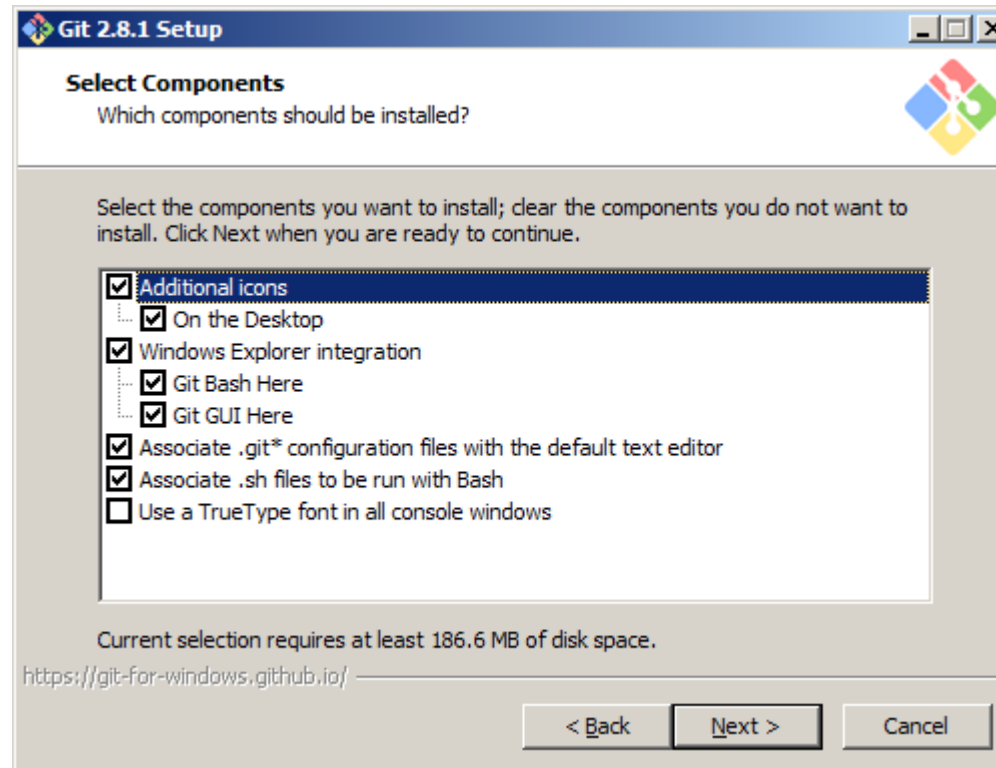 Git 2.8.1 Setup
Select Components
Which components should be installed?
Select the components you want to install; clear the components you do not want to
install. Click Next when you are ready to continue.
Additional icons
On the Desktop
Windows Explorer integration
Git Bash Here
Git GUI Here
Associate .git* configuration files with the default text editor
Associate .sh files to be run with Bash
Use a TrueType font in all console windows
Current selection requires at least 186.6 MB of disk space.
https://git-for-windows.github.io/
< Back Next > Cancel